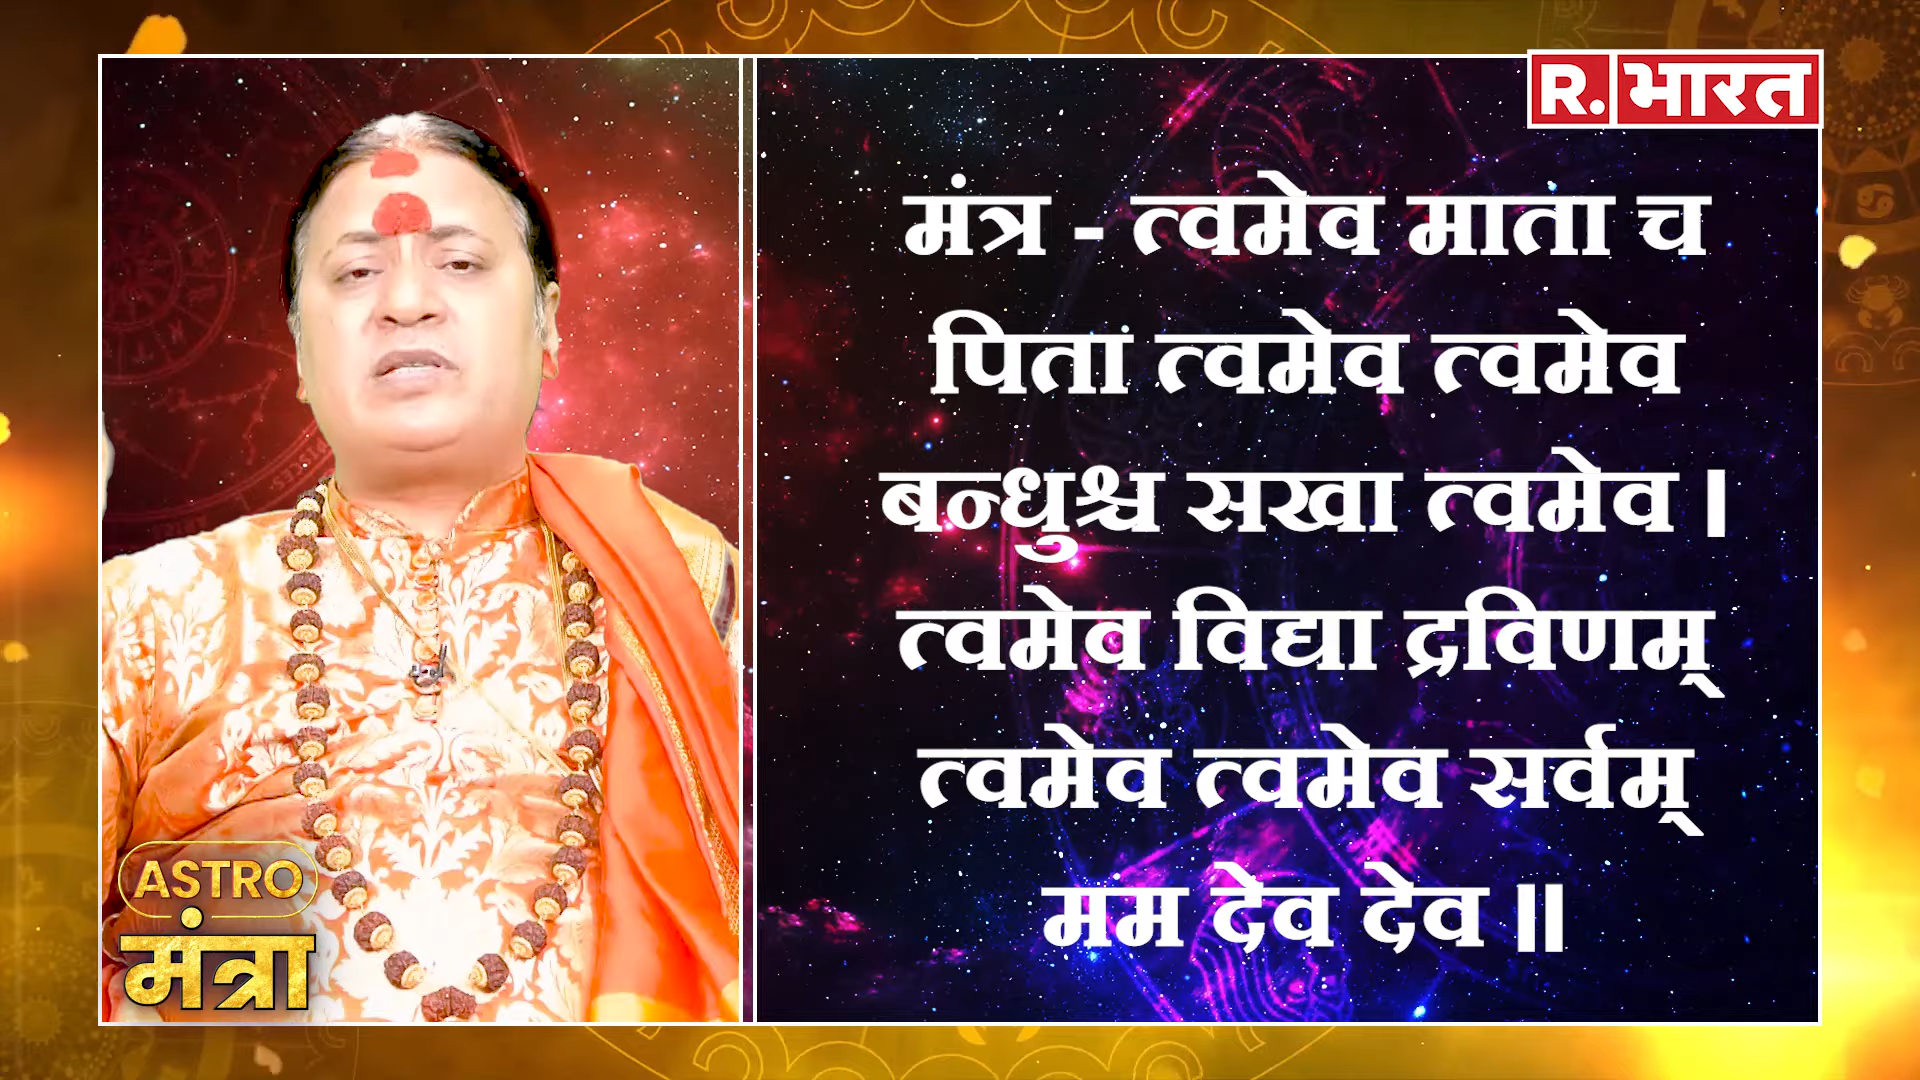 R. भारत
मंत्र - त्वमेव माता च
पिता त्वमेव त्वमेव
बन्धुश्च सखा त्वमेव ।
त्वमेव विद्या द्रविणम्
त्वमेव त्वमेव सर्वम्
मम देव देव ॥
ASTRO
मंत्रा